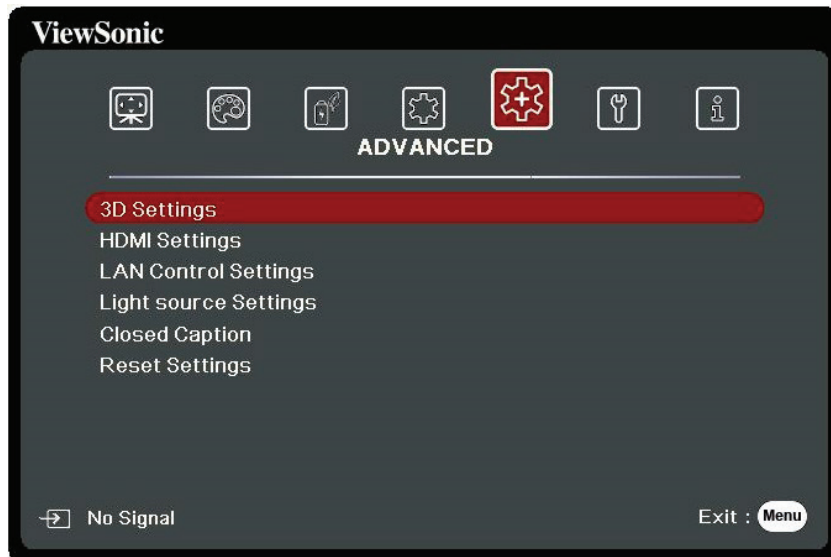 ViewSonic
ADVANCED
3D Settings
HDMI Settings
LAN Control Settings
Light source Settings
Closed Caption
Reset Settings
No Signal
Exit : Menu